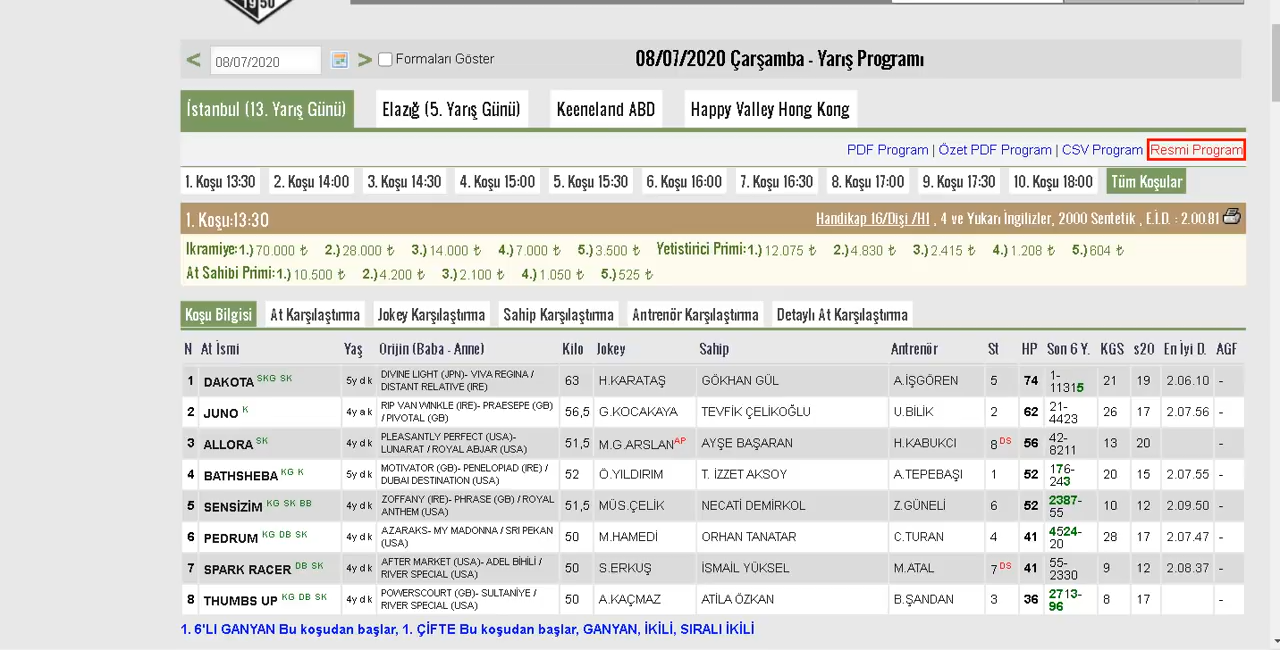 1950
08/07/2020 Formaları Göster 08/07/2020 Çarşamba - Yarış Programı
İstanbul (13. Yarış Günü) Elazığ (5. Yarış Günü) Keeneland ABD Happy Valley Hong Kong
PDF Program | Özet PDF Program | CSV Program Resmi Program
1. Koşu 13:30 2. Koşu 14:00 3. Koşu 14:30 4. Koşu 15:00 5. Koşu 15:30 6. Koşu 16:00 7. Koşu 16:30 8. Koşu 17:00 9. Koşu 17:30 10. Koşu 18:00 Tüm Koşular
1. Koşu:13:30 Handikap 16/Dişi /H1 , 4 ve Yukarı İngilizler, 2000 Sentetik , E.İ.D. : 2.00.81
Ikramiye:1.) 70.000 ₺ 2.) 28.000 ₺ 3.) 14.000 ₺ 4.) 7.000 ₺ 5.) 3.500 ₺ Yetistirici Primi:1.) 12.075 ₺ 2.) 4.830 ₺ 3.) 2.415 ₺ 4.) 1.208 ₺ 5.) 604 ₺
At Sahibi Primi:1.) 10.500 ₺ 2.) 4.200 ₺ 3.) 2.100 ₺ 4.) 1.050 ₺ 5.) 525 ₺
Koşu Bilgisi At Karşılaştırma Jokey Karşılaştırma Sahip Karşılaştırma Antrenör Karşılaştırma Detaylı At Karşılaştırma
N At İsmi Yaş Orijin (Baba - Anne) Kilo Jokey Sahip Antrenör St HP Son 6 Y. KGS s20 En İyi D. AGF
1 DAKOTA SKG SK 5y d k DIVINE LIGHT (JPN)- VIVA REGINA / DISTANT RELATIVE (IRE) 63 H.KARATAŞ GÖKHAN GÜL A.İŞGÖREN 5 74 1-11315 21 19 2.06.10 -
2 JUNO K 4y a k RIP VAN WINKLE (IRE)- PRAESEPE (GB) / PIVOTAL (GB) 56,5 G.KOCAKAYA TEVFİK ÇELİKOĞLU U.BİLİK 2 62 21-4423 26 17 2.07.56 -
3 ALLORA SK 4y d k PLEASANTLY PERFECT (USA)- LUNARAT / ROYAL ABJAR (USA) 51,5 M.G.ARSLAN AP AYŞE BAŞARAN H.KABUKCI 8 DS 56 42-8211 13 20 -
4 BATHSHEBA KG K 5y d k MOTIVATOR (GB)- PENELOPIAD (IRE) / DUBAI DESTINATION (USA) 52 Ö.YILDIRIM T. İZZET AKSOY A.TEPEBAŞI 1 52 176-243 20 15 2.07.55 -
5 SENSİZİM KG SK BB 4y d k ZOFFANY (IRE)- PHRASE (GB) / ROYAL ANTHEM (USA) 51,5 MÜS.ÇELİK NECATİ DEMİRKOL Z.GÜNELİ 6 52 2387-55 10 12 2.09.50 -
6 PEDRUM KG DB SK 4y d k AZARAKS- MY MADONNA / SRI PEKAN (USA) 50 M.HAMEDİ ORHAN TANATAR C.TURAN 4 41 4524-20 28 17 2.07.47 -
7 SPARK RACER DB SK 4y d k AFTER MARKET (USA)- ADEL BİHİLİ / RIVER SPECIAL (USA) 50 S.ERKUŞ İSMAİL YÜKSEL M.ATAL 7 DS 41 55-2330 9 12 2.08.37 -
8 THUMBS UP KG DB SK 4y d k POWERSCOURT (GB)- SULTANİYE / RIVER SPECIAL (USA) 50 A.KAÇMAZ ATİLA ÖZKAN B.ŞANDAN 3 36 2713-96 8 17 -
1. 6'LI GANYAN Bu koşudan başlar, 1. ÇİFTE Bu koşudan başlar, GANYAN, İKİLİ, SIRALI İKİLİ